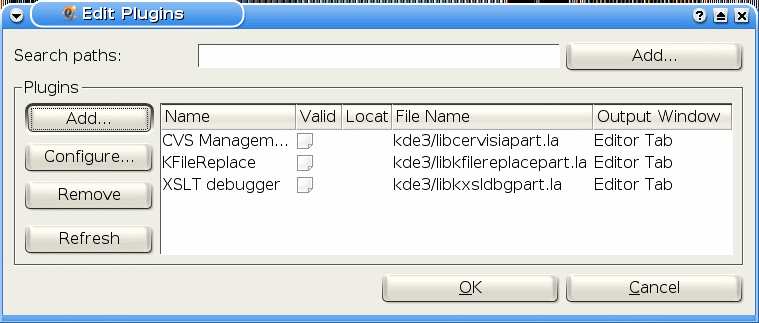 Edit Plugins
Search paths: Add...
Plugins
Add...
Configure...
Remove
Refresh
Name Valid Locat File Name Output Window
CVS Managem... kde3/libcervisiapart.la Editor Tab
KFileReplace kde3/libkfilereplacepart.la Editor Tab
XSLT debugger kde3/libkxsldbgpart.la Editor Tab
OK Cancel